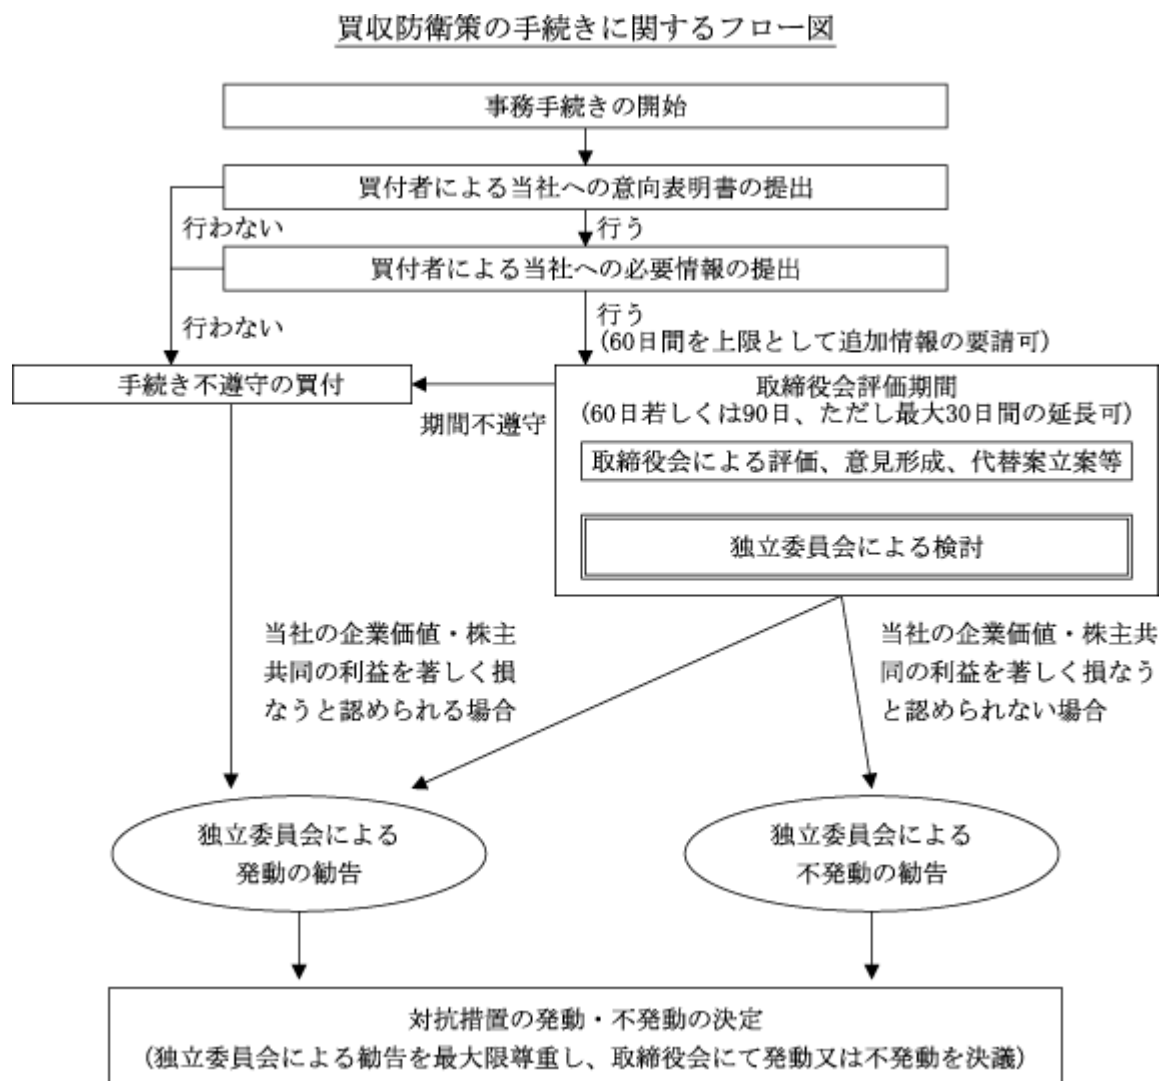 買収防衛策の手続きに関するフロー図
事務手続きの開始
買付者による当社への意向表明書の提出
行わない
行う
買付者による当社への必要情報の提出
行わない
行う
(60日間を上限として追加情報の要請可)
手続き不遵守の買付
期間不遵守
取締役会評価期間
(60日若しくは90日、ただし最大30日間の延長可)
取締役会による評価、意見形成、代替案立案等
独立委員会による検討
当社の企業価値・株主
共同の利益を著しく損
なうと認められる場合
当社の企業価値・株主共
同の利益を著しく損なう
と認められない場合
独立委員会による
発動の勧告
独立委員会による
不発動の勧告
対抗措置の発動・不発動の決定
(独立委員会による勧告を最大限尊重し、取締役会にて発動又は不発動を決議)